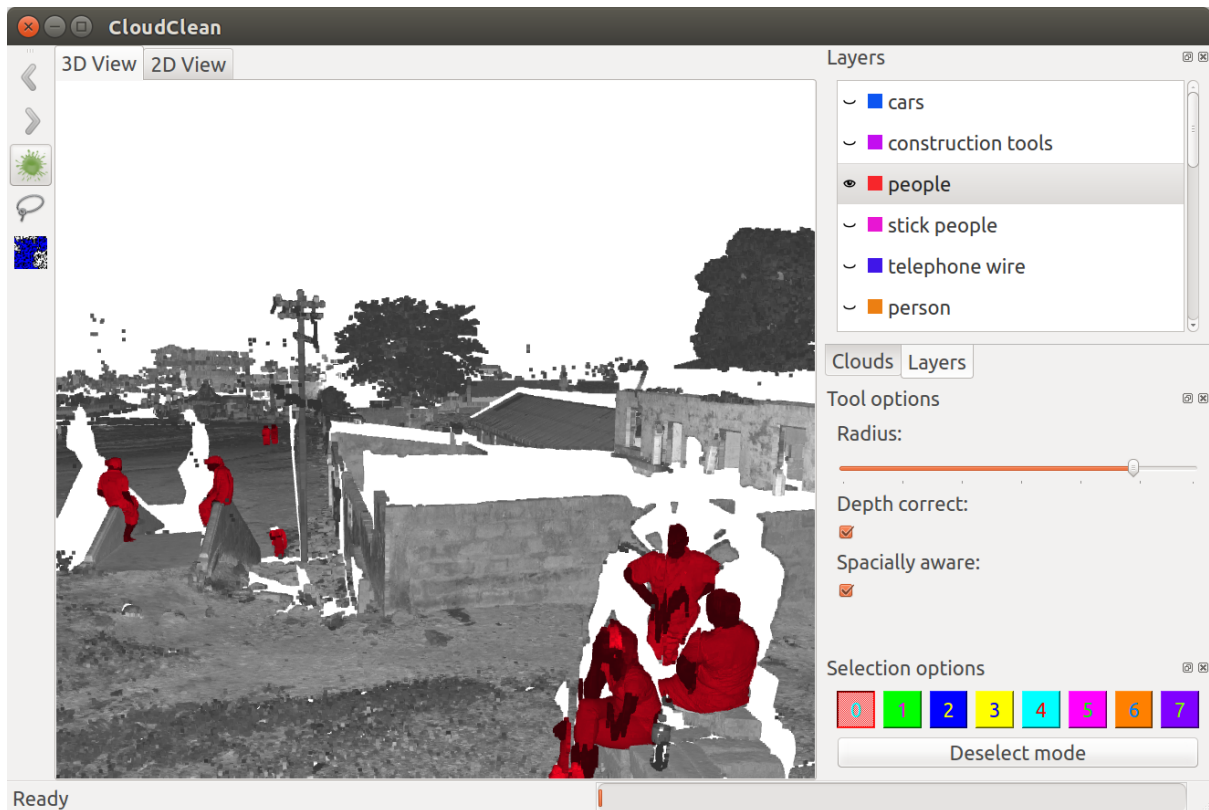 CloudClean
3D View
2D View
Layers
cars
construction tools
people
stick people
telephone wire
person
Clouds
Layers
Tool options
Radius:
Depth correct:
Spacially aware:
Selection options
0 1 2 3 4 5 6 7
Deselect mode
Ready